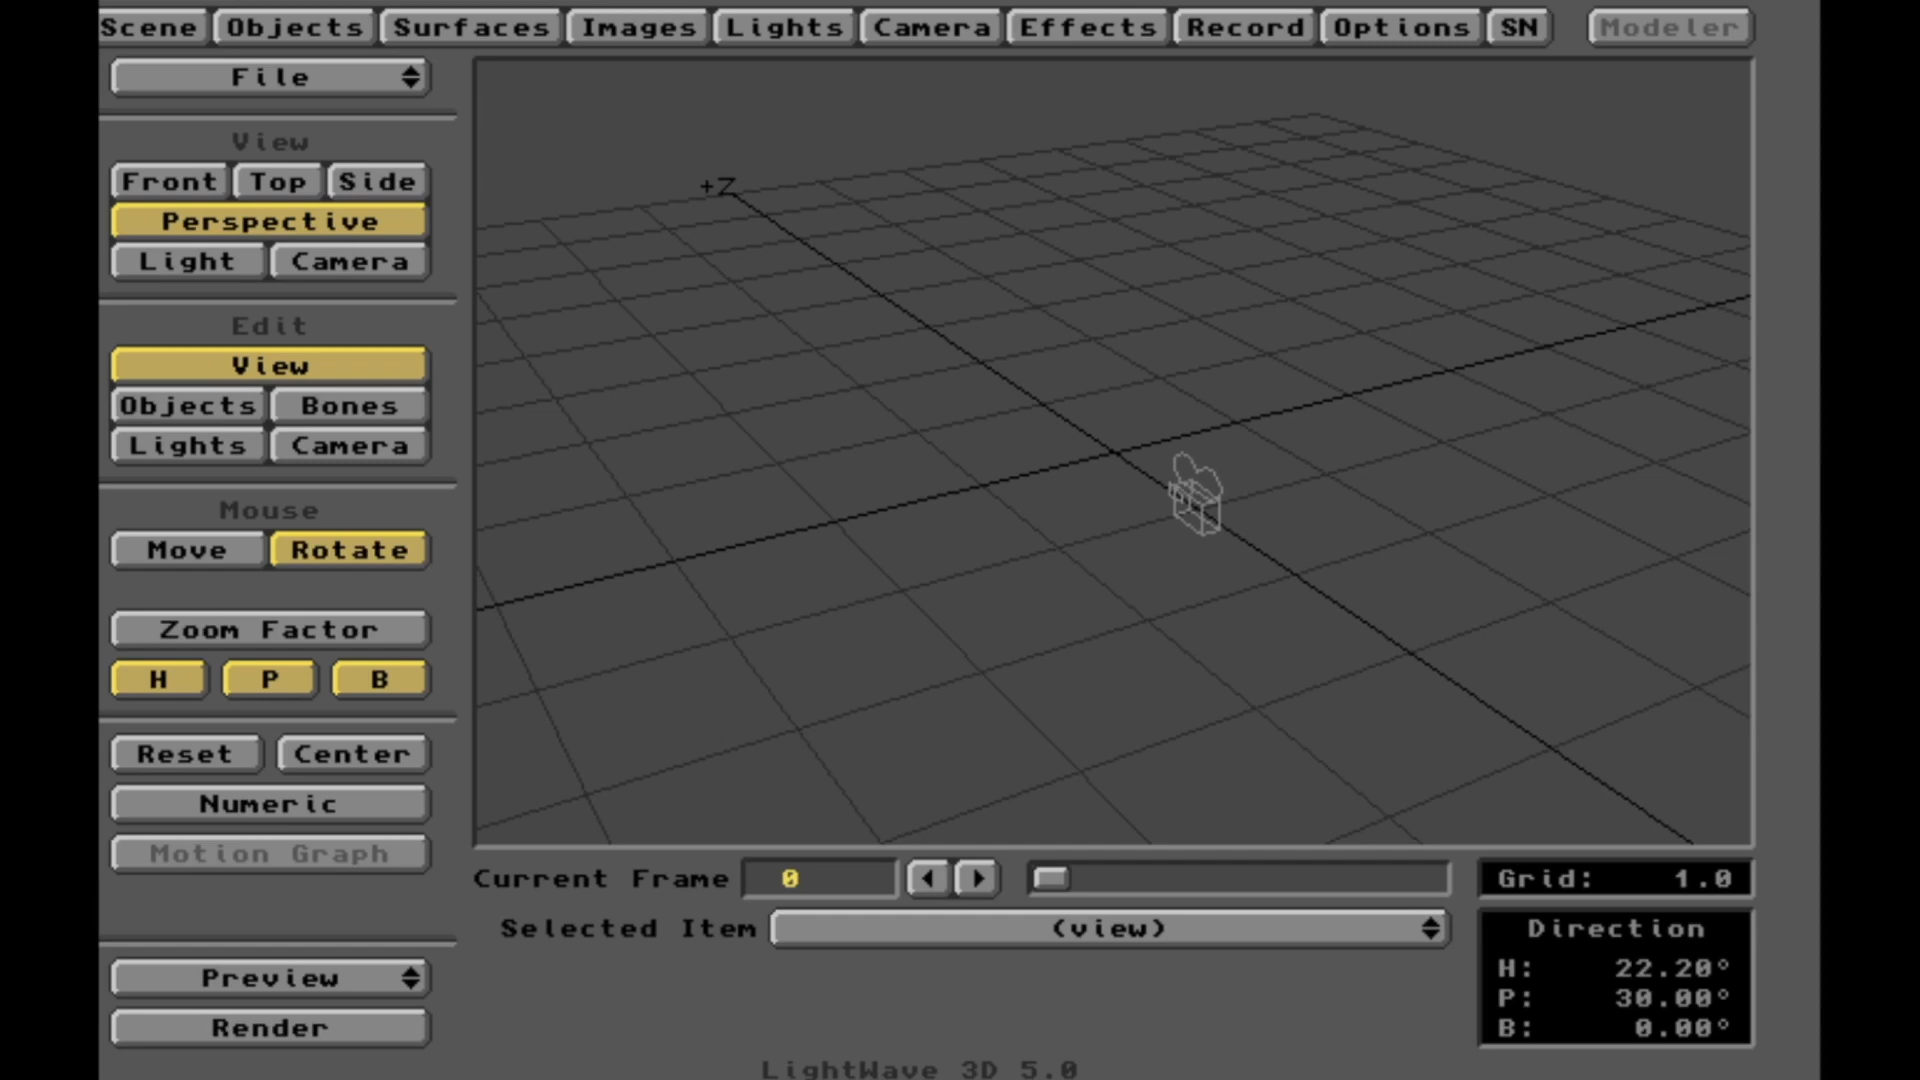 Scene Objects Surfaces Images Lights Camera Effects Record Options SN Modeler
File
View
Front Top Side
Perspective
Light Camera
Edit
View
Objects Bones
Lights Camera
Mouse
Move Rotate
Zoom Factor
H P B
Reset Center
Numeric
Motion Graph
Preview
Render
+Z
Current Frame 0
Selected Item (view)
Grid: 1.0
Direction
H: 22.20°
P: 30.00°
B: 0.00°
LightWave 3D 5.0